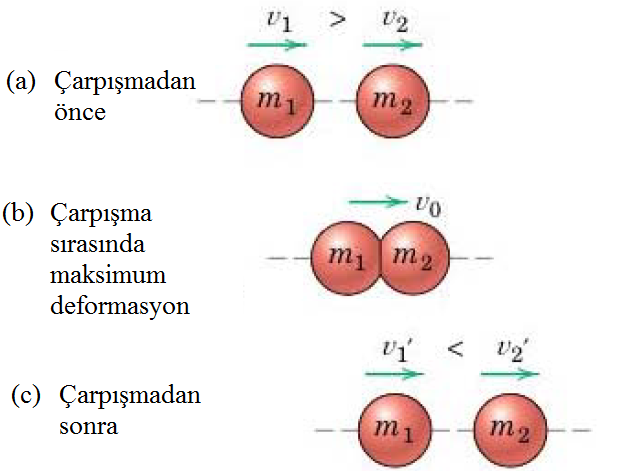 v₁ > v₂
(a) Çarpışmadan
önce
m₁ m₂
v₀
(b) Çarpışma
sırasında
maksimum
deformasyon
m₁ m₂
v₁′ < v₂′
(c) Çarpışmadan
sonra
m₁ m₂